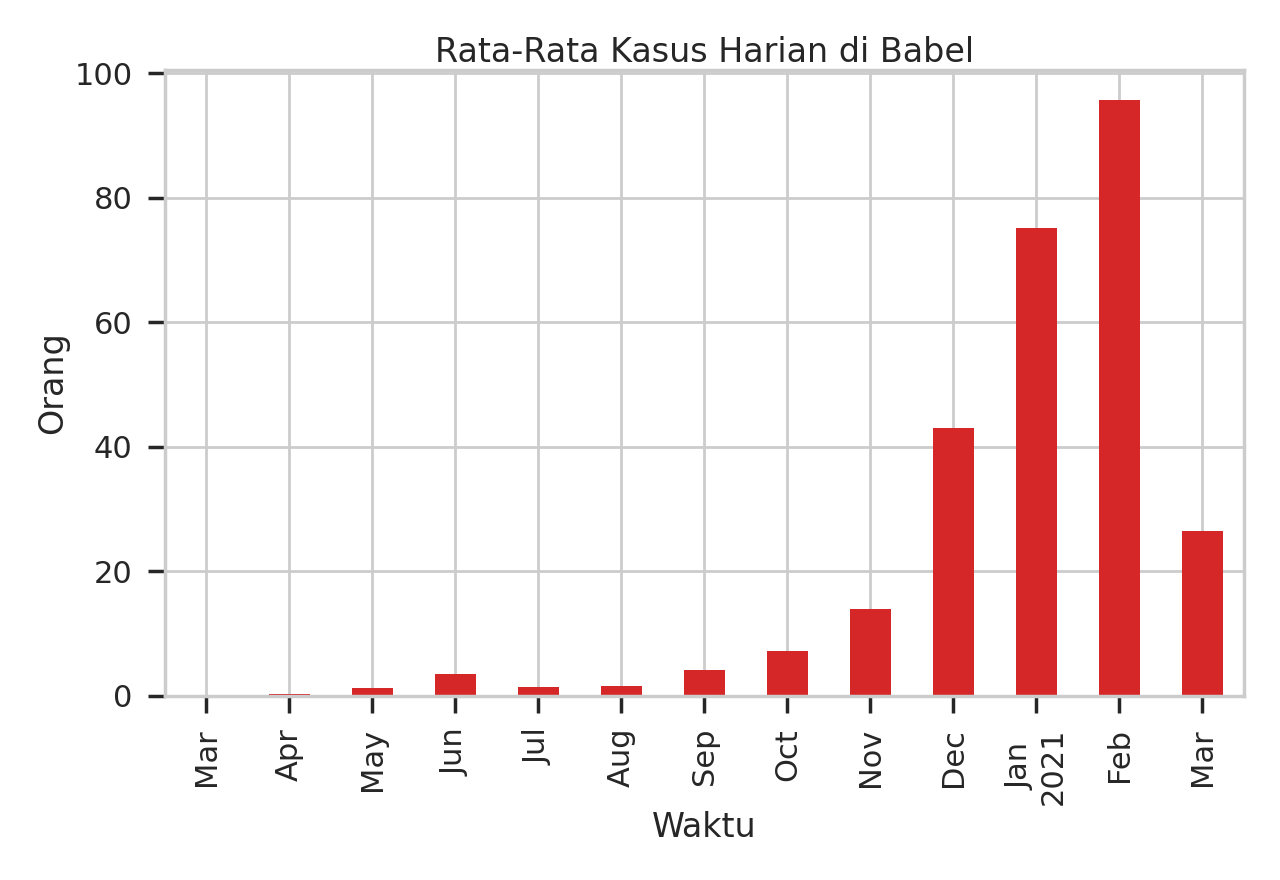 Rata-Rata Kasus Harian di Babel
100
80
60
40
20
0
Orang
Mar
Apr
May
Jun
Jul
Aug
Sep
Oct
Nov
Dec
Jan
2021
Feb
Mar
Waktu